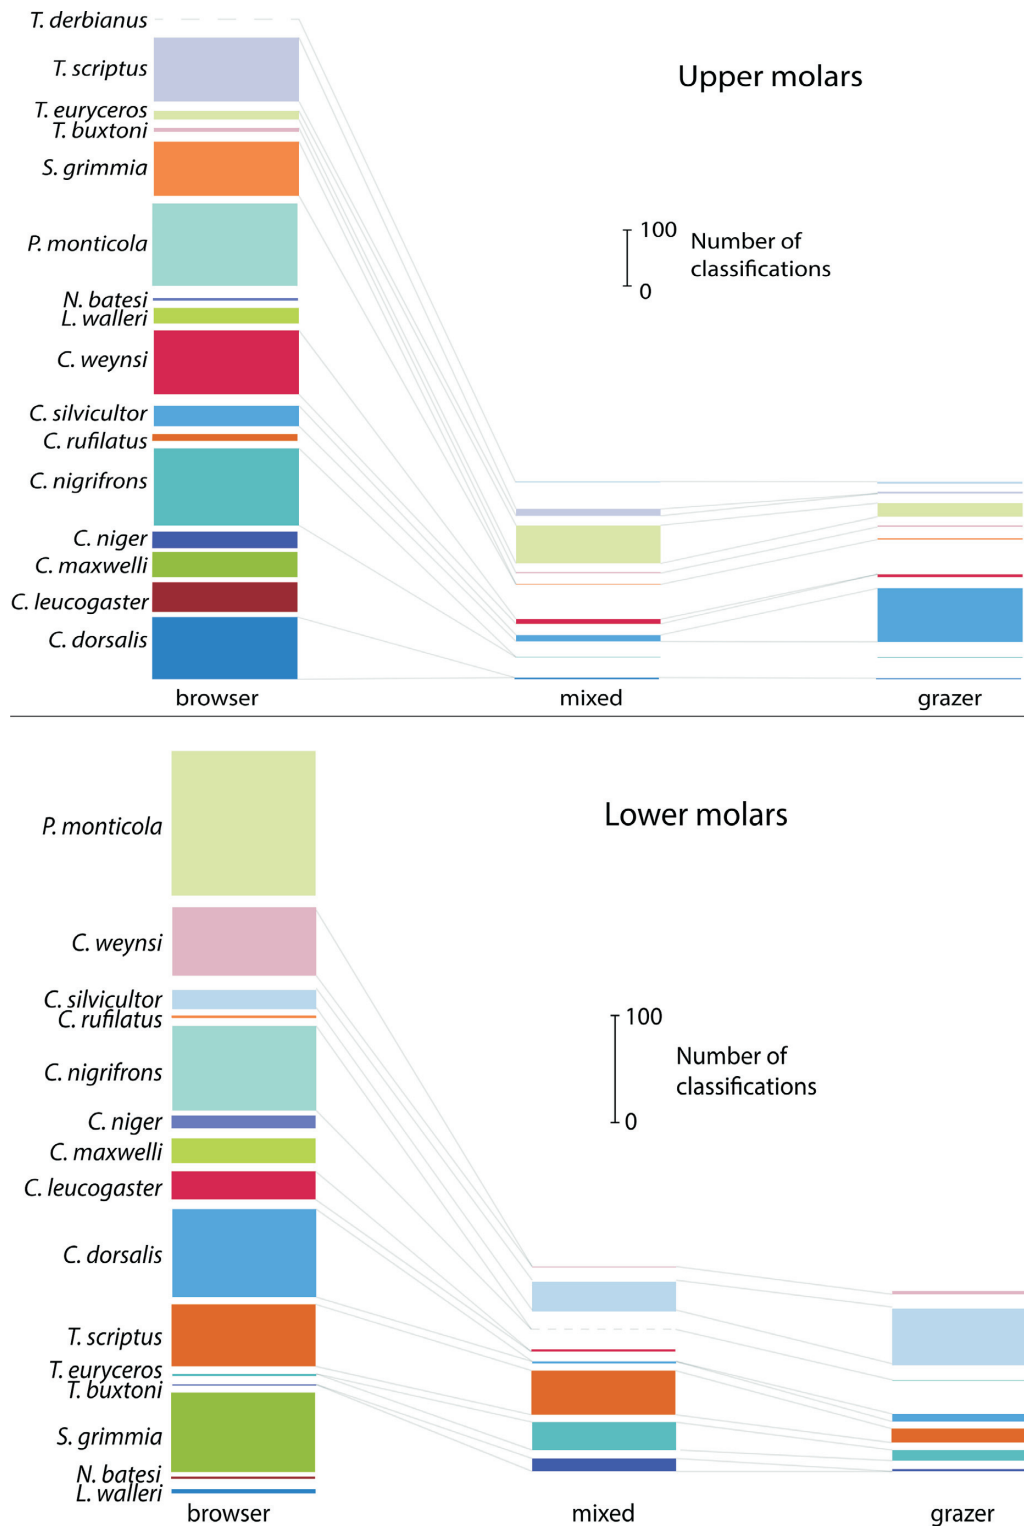 T. derbianus
T. scriptus
Upper molars
T. euryceros
T. buxtoni
S. grimmia
P. monticola
100
Number of
classifications
0
N. batesi
L. walleri
C. weynsi
C. silvicultor
C. rufilatus
C. nigrifrons
C. niger
C. maxwelli
C. leucogaster
C. dorsalis
browser
mixed
grazer
Lower molars
P. monticola
C. weynsi
C. silvicultor
C. rufilatus
100
Number of
classifications
0
C. nigrifrons
C. niger
C. maxwelli
C. leucogaster
C. dorsalis
T. scriptus
T. euryceros
T. buxtoni
S. grimmia
N. batesi
L. walleri
browser
mixed
grazer